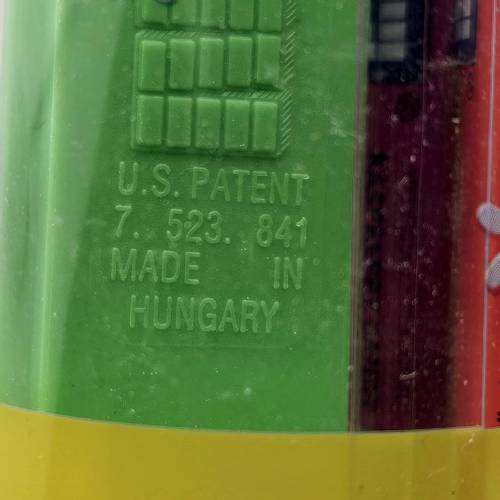 U.S. PATENT
7. 523. 841
MADE IN
HUNGARY